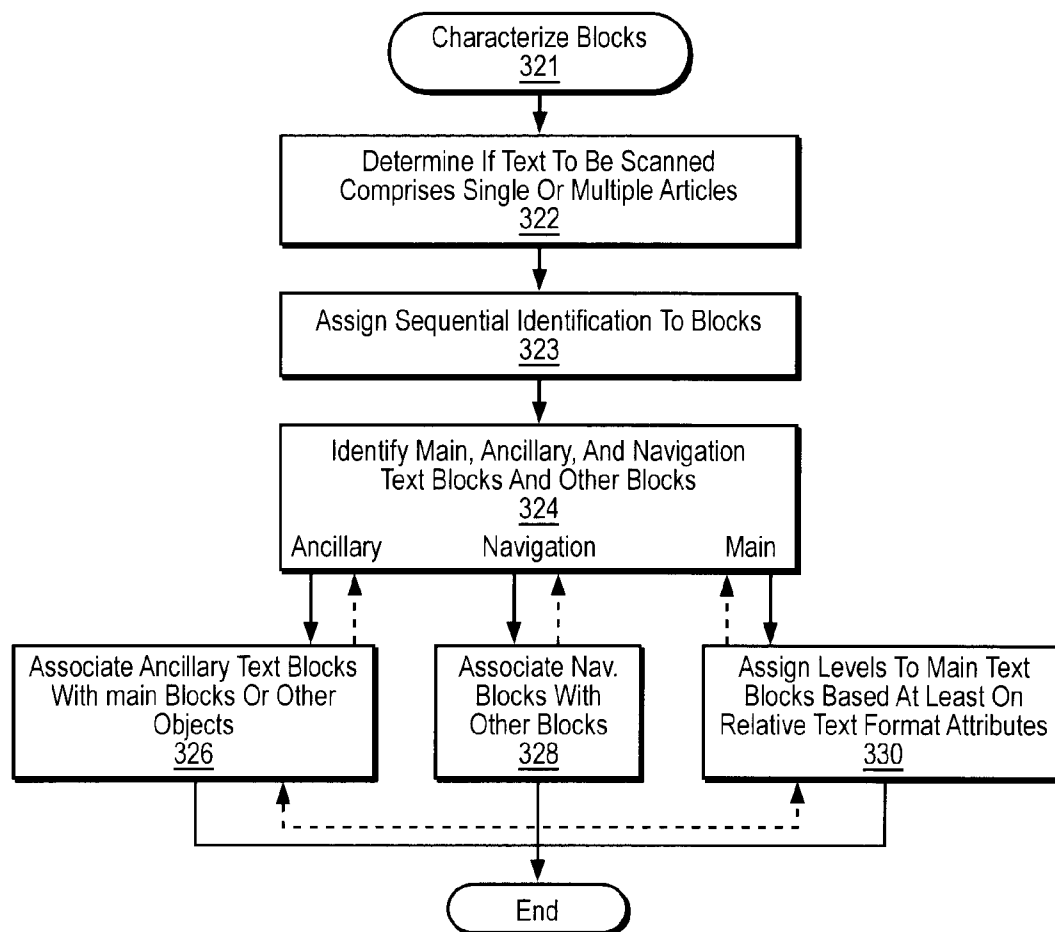 Characterize Blocks
321
Determine If Text To Be Scanned
Comprises Single Or Multiple Articles
322
Assign Sequential Identification To Blocks
323
Identify Main, Ancillary, And Navigation
Text Blocks And Other Blocks
324
Ancillary Navigation Main
Associate Ancillary Text Blocks
With main Blocks Or Other
Objects
326
Associate Nav.
Blocks With
Other Blocks
328
Assign Levels To Main Text
Blocks Based At Least On
Relative Text Format Attributes
330
End